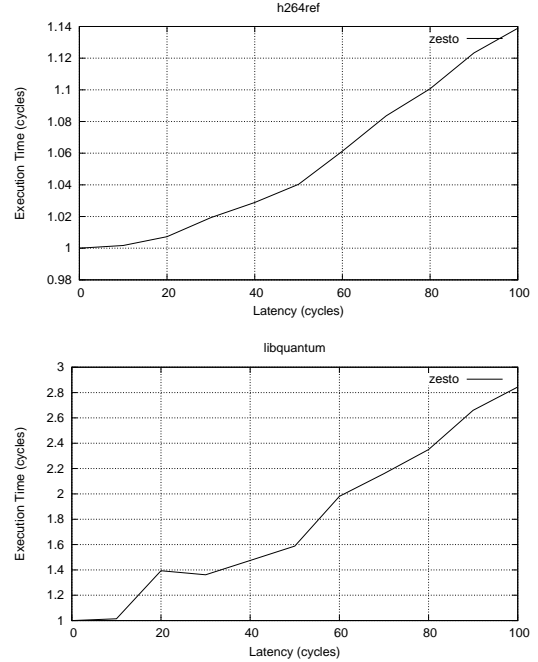 h264ref
1.14
zesto
1.12
1.1
1.08
1.06
1.04
1.02
1
0.98
Execution Time (cycles)
0 20 40 60 80 100
Latency (cycles)
libquantum
3
zesto
2.8
2.6
2.4
2.2
2
1.8
1.6
1.4
1.2
1
Execution Time (cycles)
0 20 40 60 80 100
Latency (cycles)